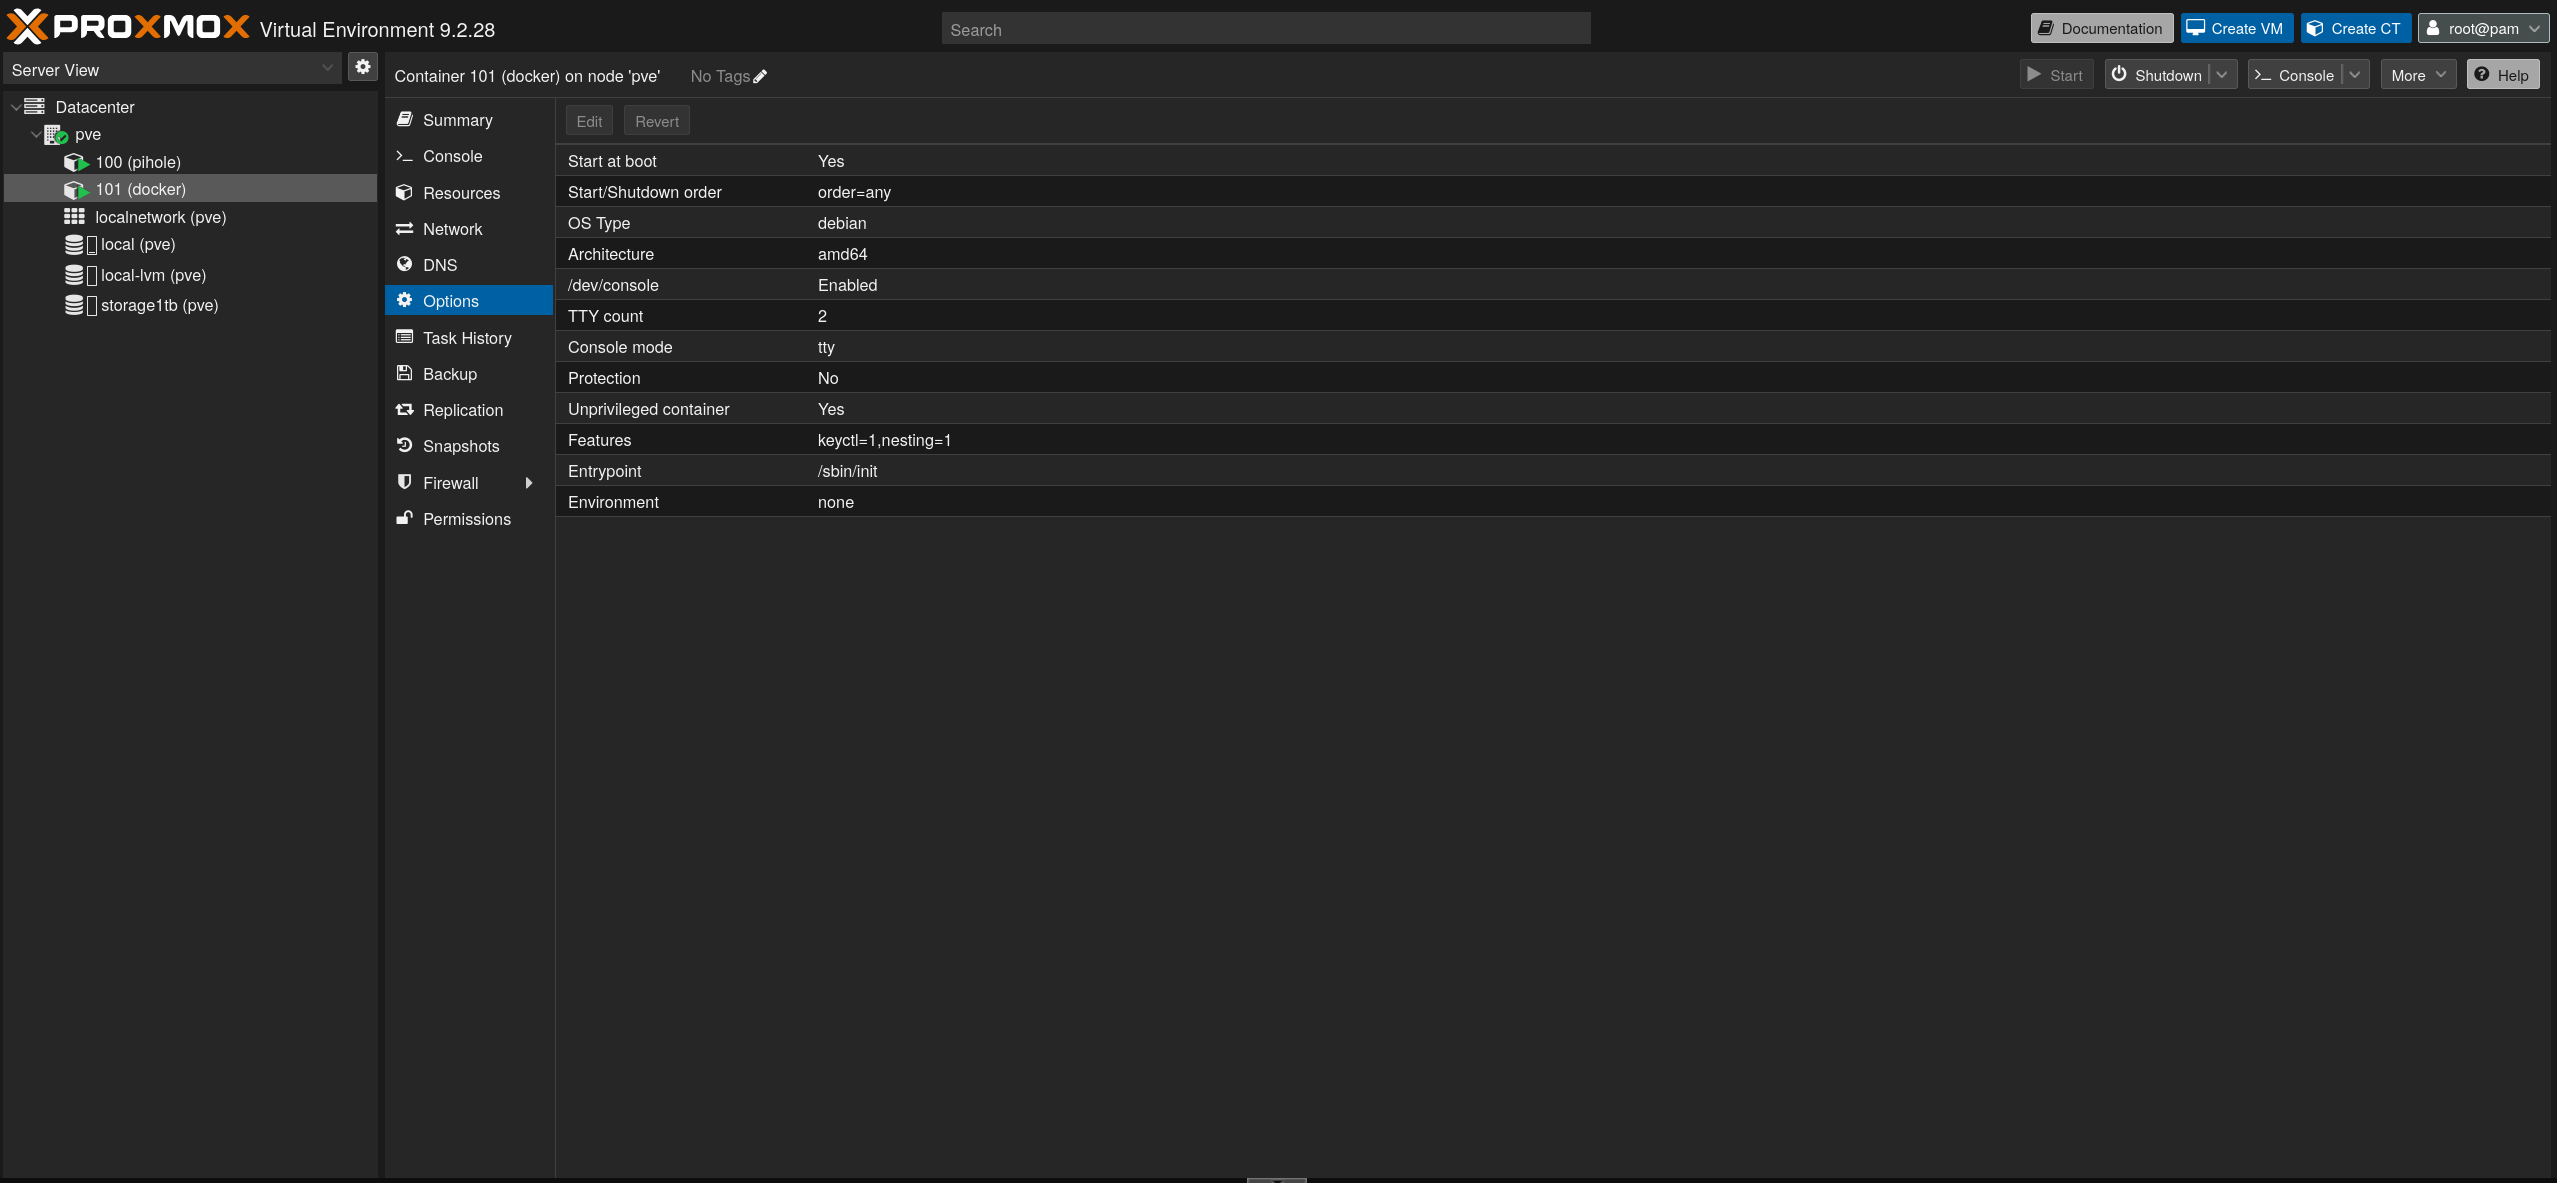 PROXMOX Virtual Environment 9.2.28
Search
Documentation
Create VM
Create CT
root@pam
Server View
Datacenter
pve
100 (pihole)
101 (docker)
localnetwork (pve)
local (pve)
local-lvm (pve)
storage1tb (pve)
Container 101 (docker) on node 'pve'
No Tags
Start
Shutdown
Console
More
Help
Summary
Console
Resources
Network
DNS
Options
Task History
Backup
Replication
Snapshots
Firewall
Permissions
Edit
Revert
Start at boot Yes
Start/Shutdown order order=any
OS Type debian
Architecture amd64
/dev/console Enabled
TTY count 2
Console mode tty
Protection No
Unprivileged container Yes
Features keyctl=1,nesting=1
Entrypoint /sbin/init
Environment none